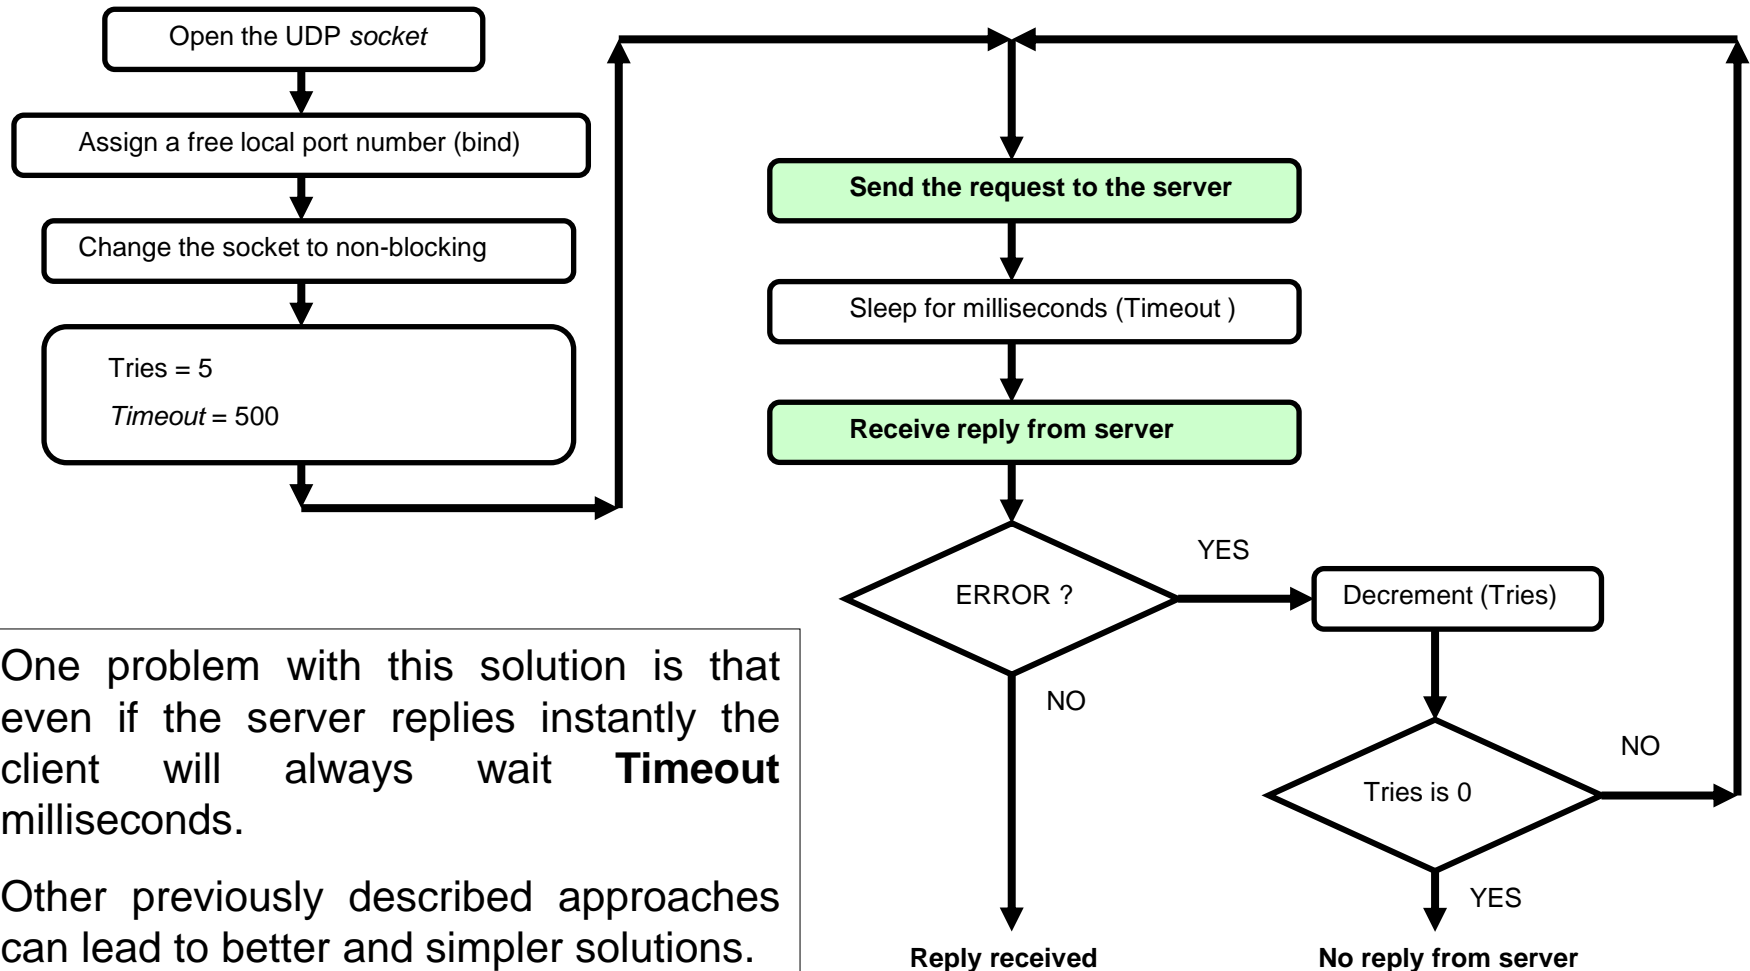 Open the UDP socket
Assign a free local port number (bind)
Change the socket to non-blocking
Tries = 5
Timeout = 500
Send the request to the server
Sleep for milliseconds (Timeout )
Receive reply from server
ERROR ?
YES
NO
Decrement (Tries)
Tries is 0
NO
YES
Reply received
No reply from server
One problem with this solution is that
even if the server replies instantly the
client will always wait Timeout
milliseconds.
Other previously described approaches
can lead to better and simpler solutions.